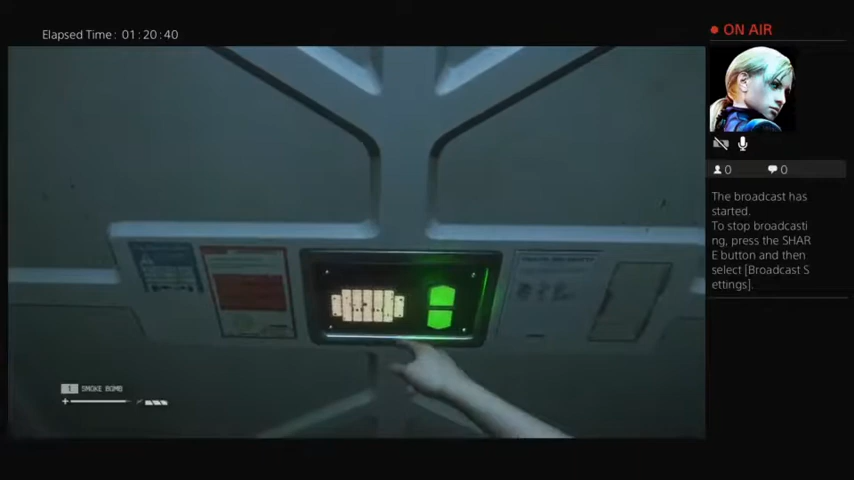 Elapsed Time: 01:20:40
ON AIR
0 0
The broadcast has
started.
To stop broadcasti
ng, press the SHAR
E button and then
select [Broadcast S
ettings].
1 SMOKE BOMB